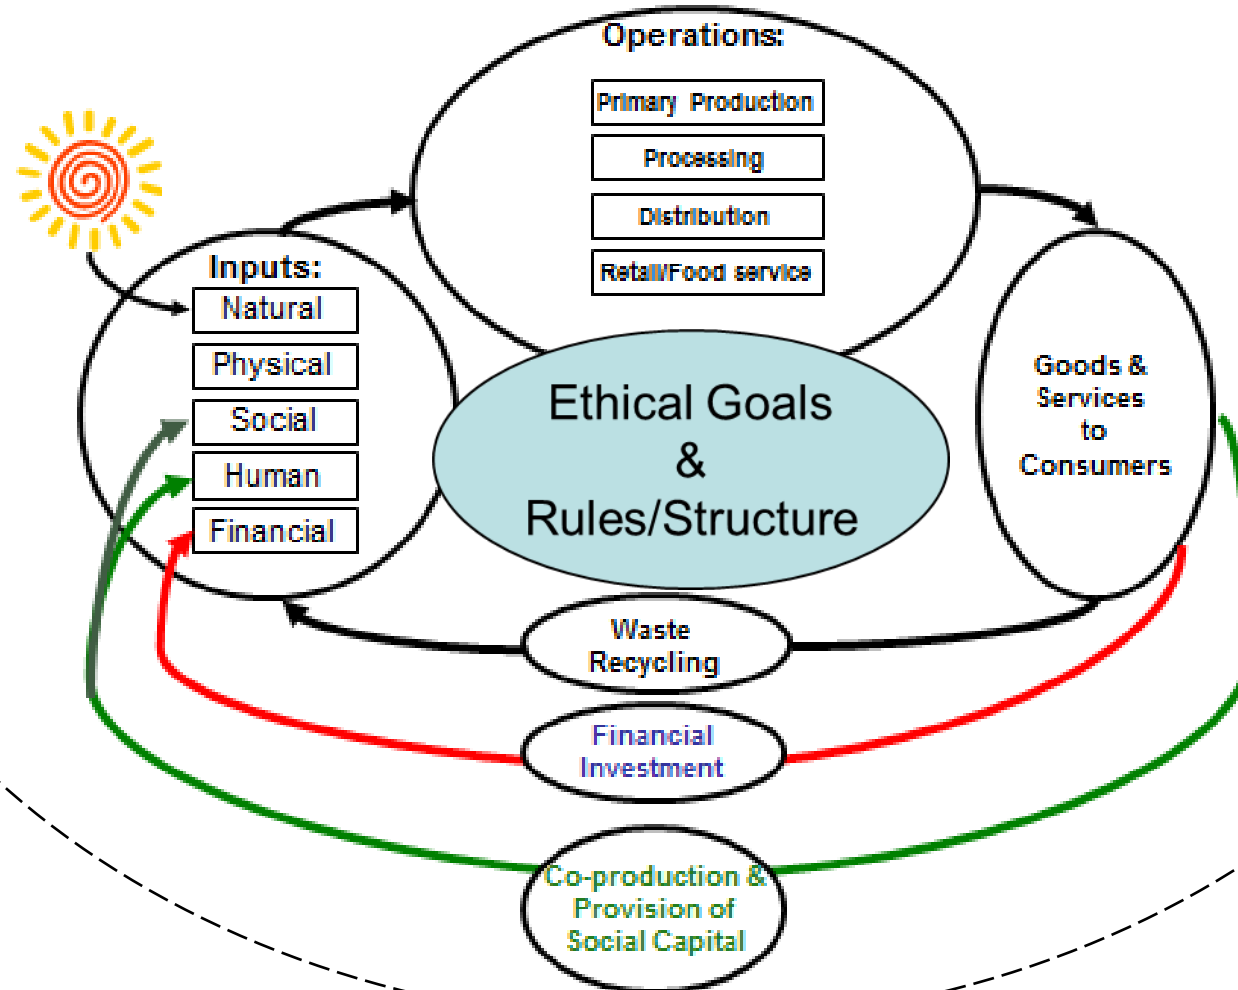 Operations:
Primary Production
Processing
Distribution
Retail/Food service
Inputs:
Natural
Physical
Social
Human
Financial
Ethical Goals
&
Rules/Structure
Goods &
Services
to
Consumers
Waste
Recycling
Financial
Investment
Co-production &
Provision of
Social Capital